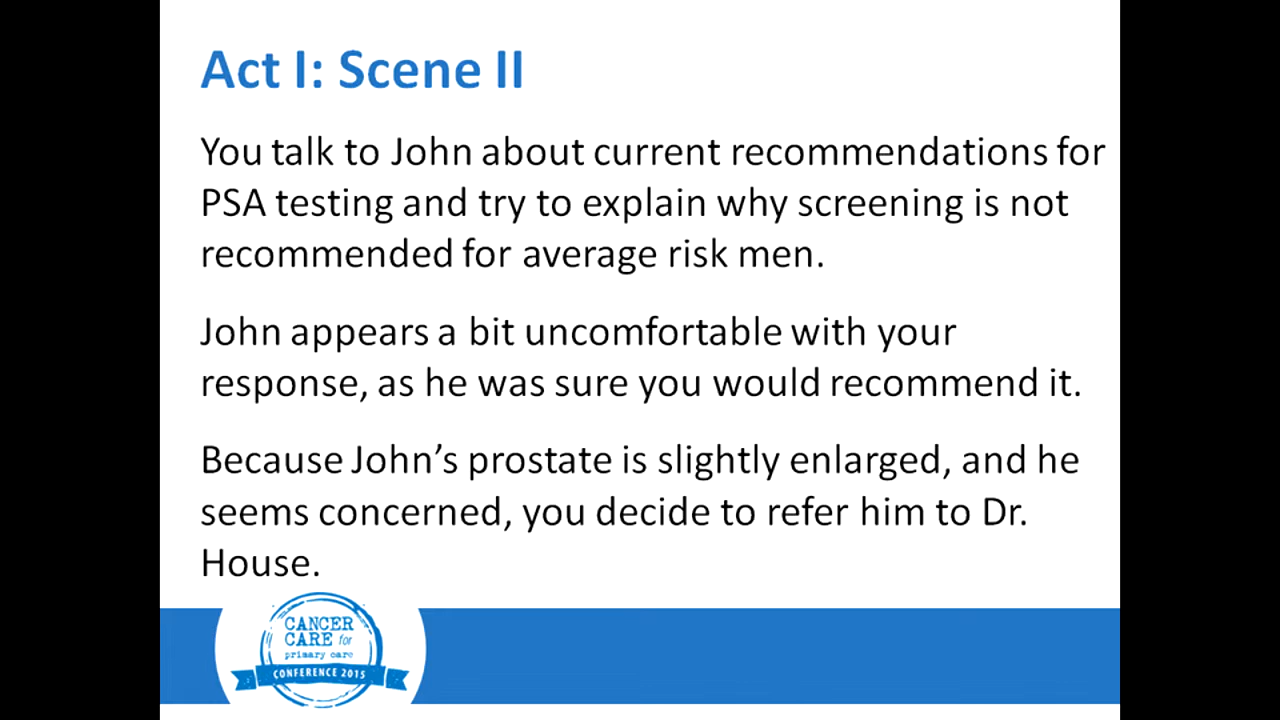 Act I: Scene II
You talk to John about current recommendations for
PSA testing and try to explain why screening is not
recommended for average risk men.
John appears a bit uncomfortable with your
response, as he was sure you would recommend it.
Because John’s prostate is slightly enlarged, and he
seems concerned, you decide to refer him to Dr.
House.
CANCER
CARE for
primary care
CONFERENCE 2015